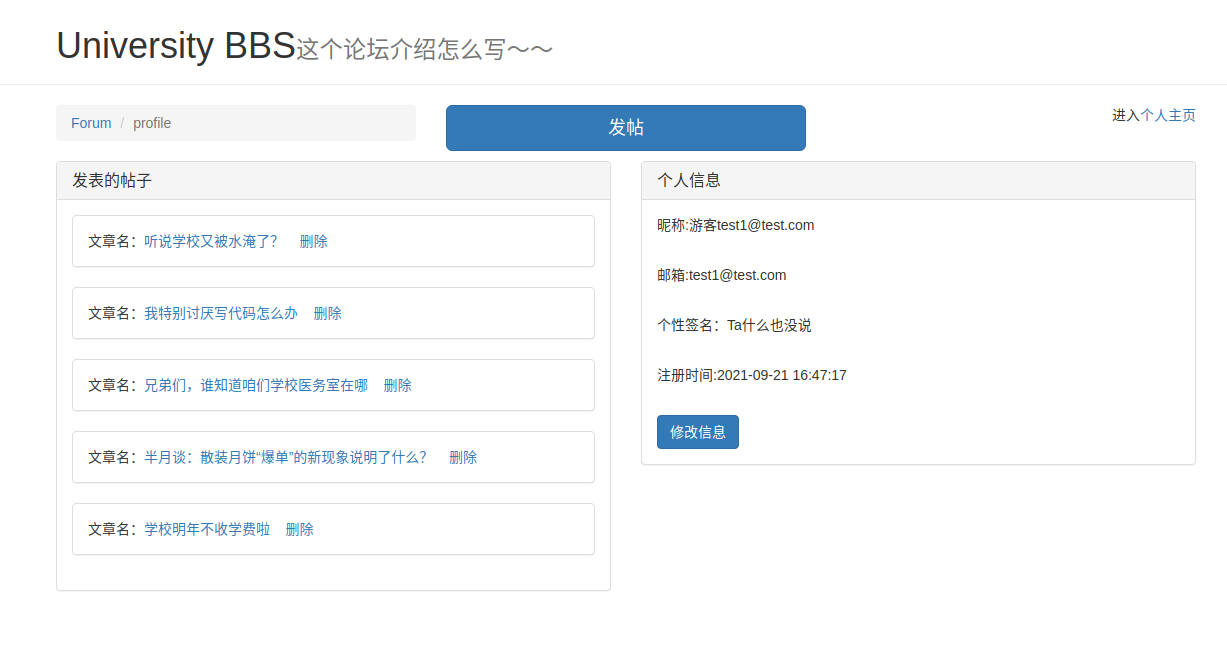 University BBS这个论坛介绍怎么写～～
Forum / profile
发帖
进入个人主页
发表的帖子
文章名：听说学校又被水淹了？ 删除
文章名：我特别讨厌写代码怎么办 删除
文章名：兄弟们，谁知道咱们学校医务室在哪 删除
文章名：半月谈：散装月饼“爆单”的新现象说明了什么？ 删除
文章名：学校明年不收学费啦 删除
个人信息
昵称:游客test1@test.com
邮箱:test1@test.com
个性签名：Ta什么也没说
注册时间:2021-09-21 16:47:17
修改信息